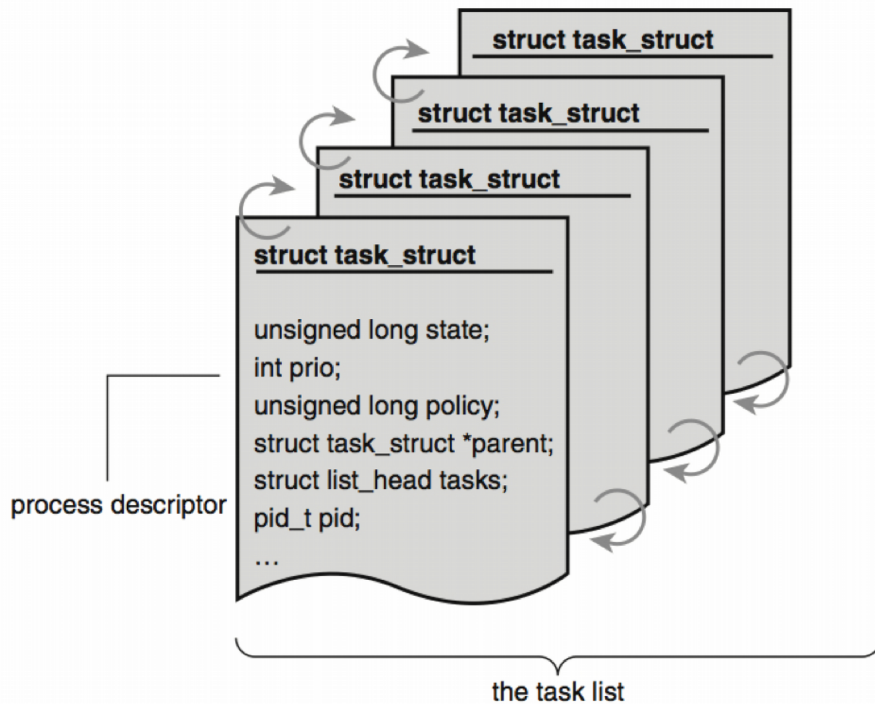 struct task_struct
struct task_struct
struct task_struct
struct task_struct
unsigned long state;
int prio;
unsigned long policy;
struct task_struct *parent;
struct list_head tasks;
pid_t pid;
...
process descriptor
the task list